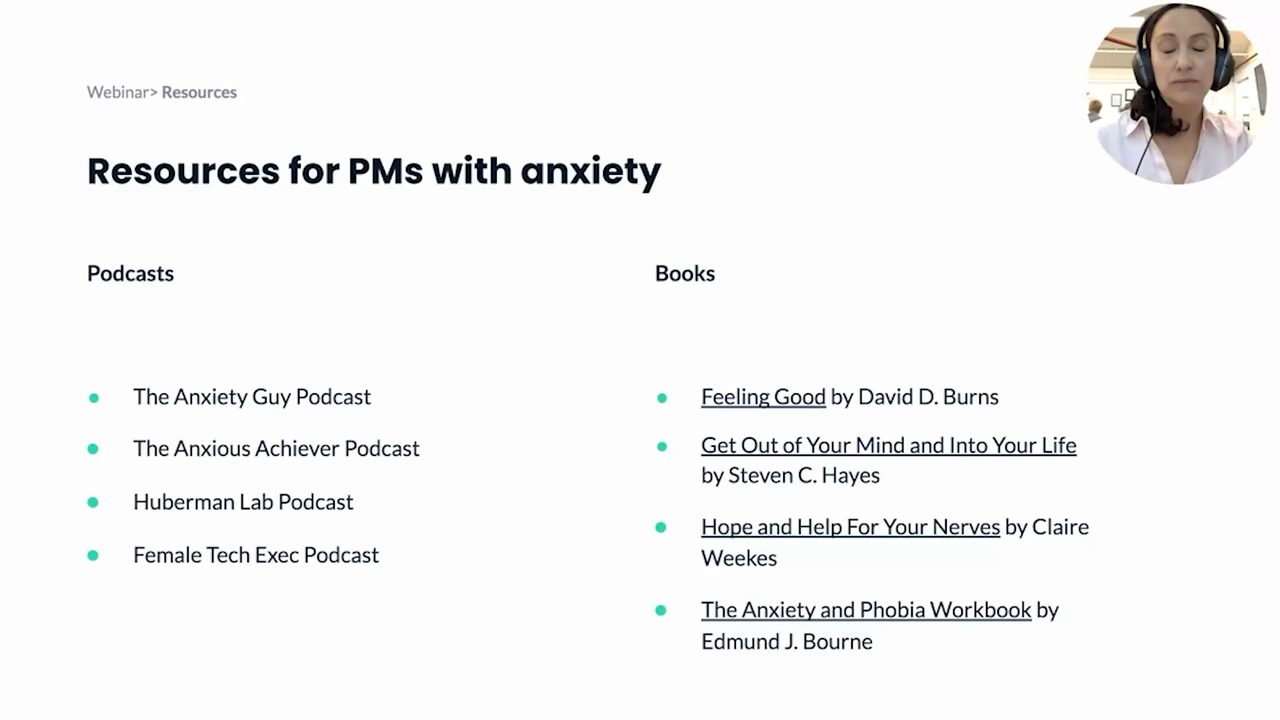 Webinar> Resources
Resources for PMs with anxiety
Podcasts
The Anxiety Guy Podcast
The Anxious Achiever Podcast
Huberman Lab Podcast
Female Tech Exec Podcast
Books
Feeling Good by David D. Burns
Get Out of Your Mind and Into Your Life
by Steven C. Hayes
Hope and Help For Your Nerves by Claire
Weekes
The Anxiety and Phobia Workbook by
Edmund J. Bourne